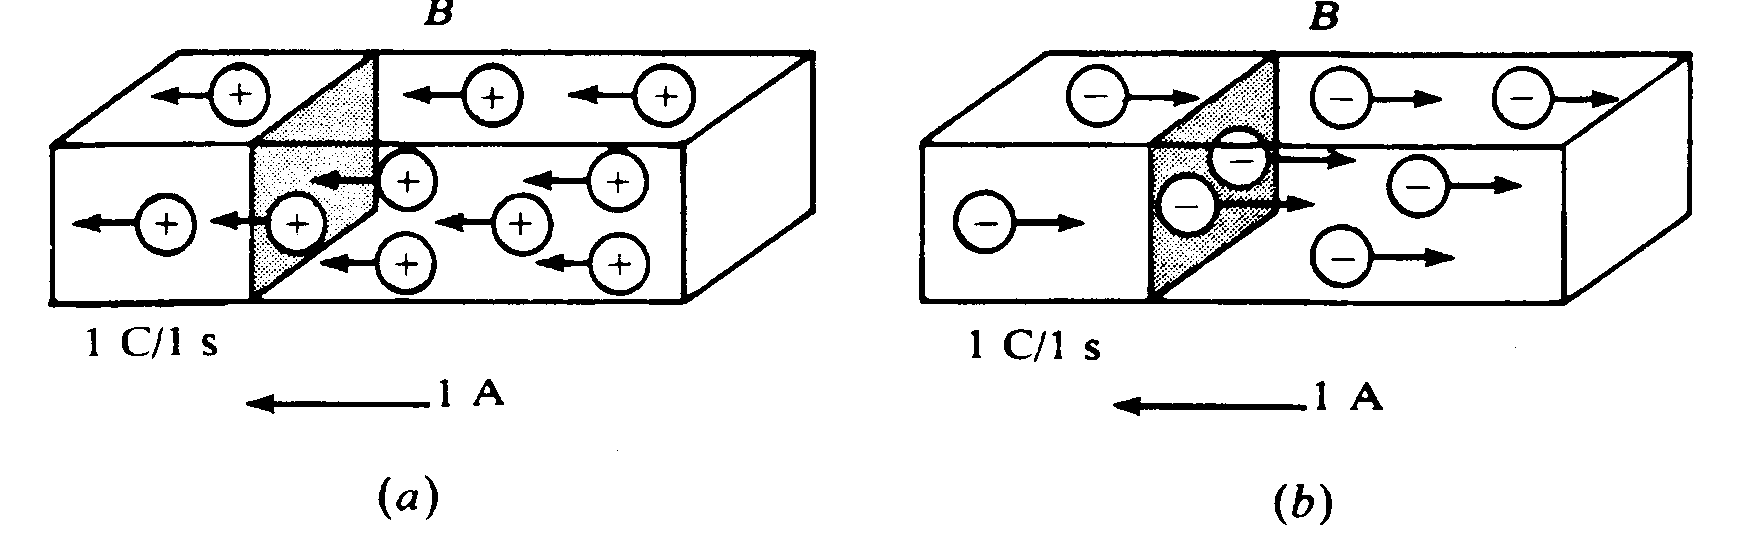 B B
+ + +
+ + + +
+ + + +
1 C/1 s
1 A
(a)
− − −
− − − −
− −
1 C/1 s
1 A
(b)